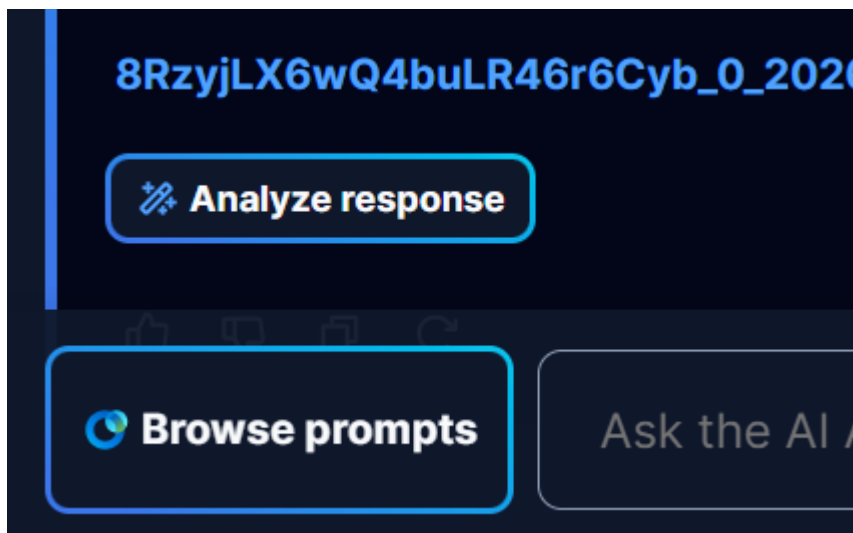 8RzyjLX6wQ4buLR46r6Cyb_0_202
Analyze response
Browse prompts
Ask the AI